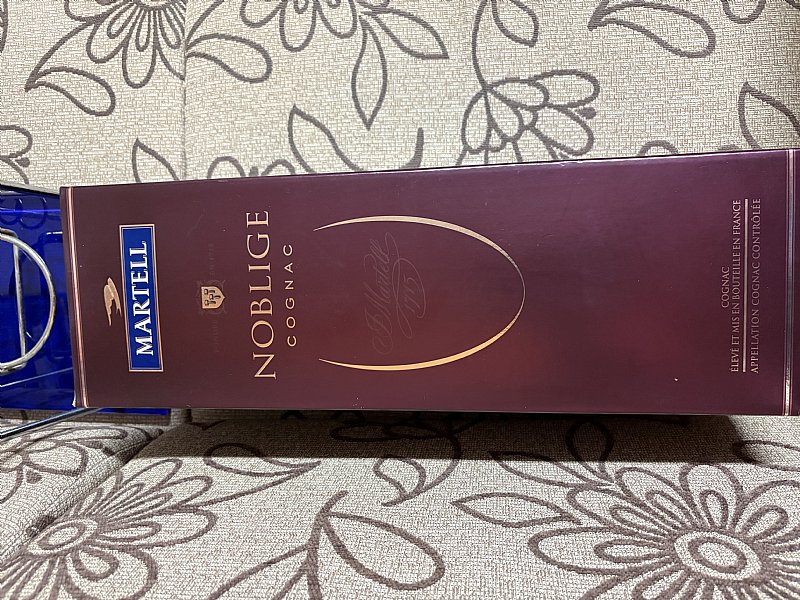 MARTELL
NOBLIGE
COGNAC
COGNAC
ÉLEVÉ ET MIS EN BOUTEILLE EN FRANCE
APPELLATION COGNAC CONTRÔLÉE